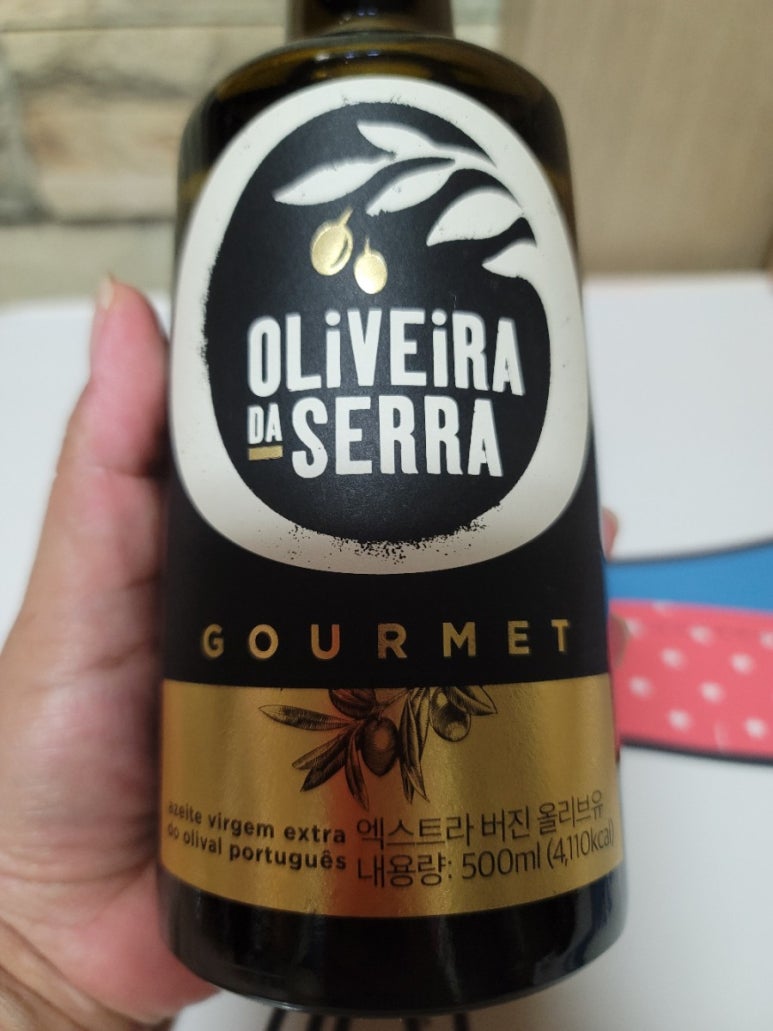 OLiVEiRA
DA SERRA
GOURMET
azeite virgem extra
do olival português
엑스트라 버진 올리브유
내용량: 500ml (4,110kcal)